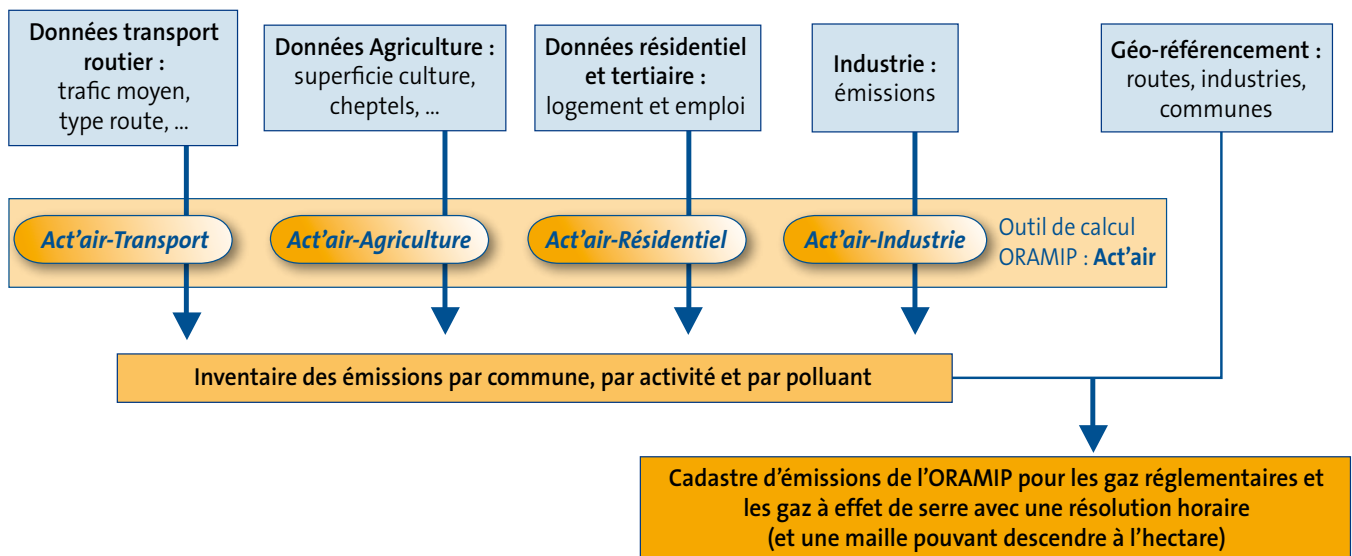 Données transport
routier :
trafic moyen,
type route, ...
Données Agriculture :
superficie culture,
cheptels, ...
Données résidentiel
et tertiaire :
logement et emploi
Industrie :
émissions
Géo-référencement :
routes, industries,
communes
Act'air-Transport
Act'air-Agriculture
Act'air-Résidentiel
Act'air-Industrie
Outil de calcul
ORAMIP : Act'air
Inventaire des émissions par commune, par activité et par polluant
Cadastre d'émissions de l'ORAMIP pour les gaz réglementaires et
les gaz à effet de serre avec une résolution horaire
(et une maille pouvant descendre à l'hectare)